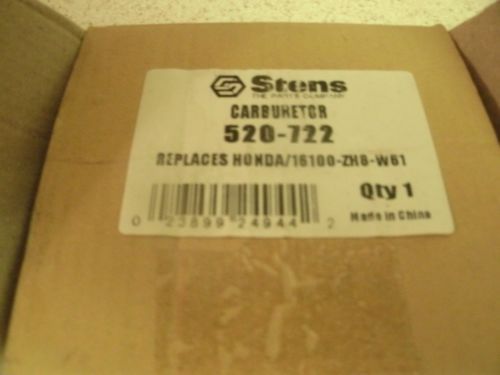 Stens
THE PARTS COMPANY
CARBURETOR
520-722
REPLACES HONDA/16100-ZH8-W61
Qty 1
Made in China
0 23899 24944 2